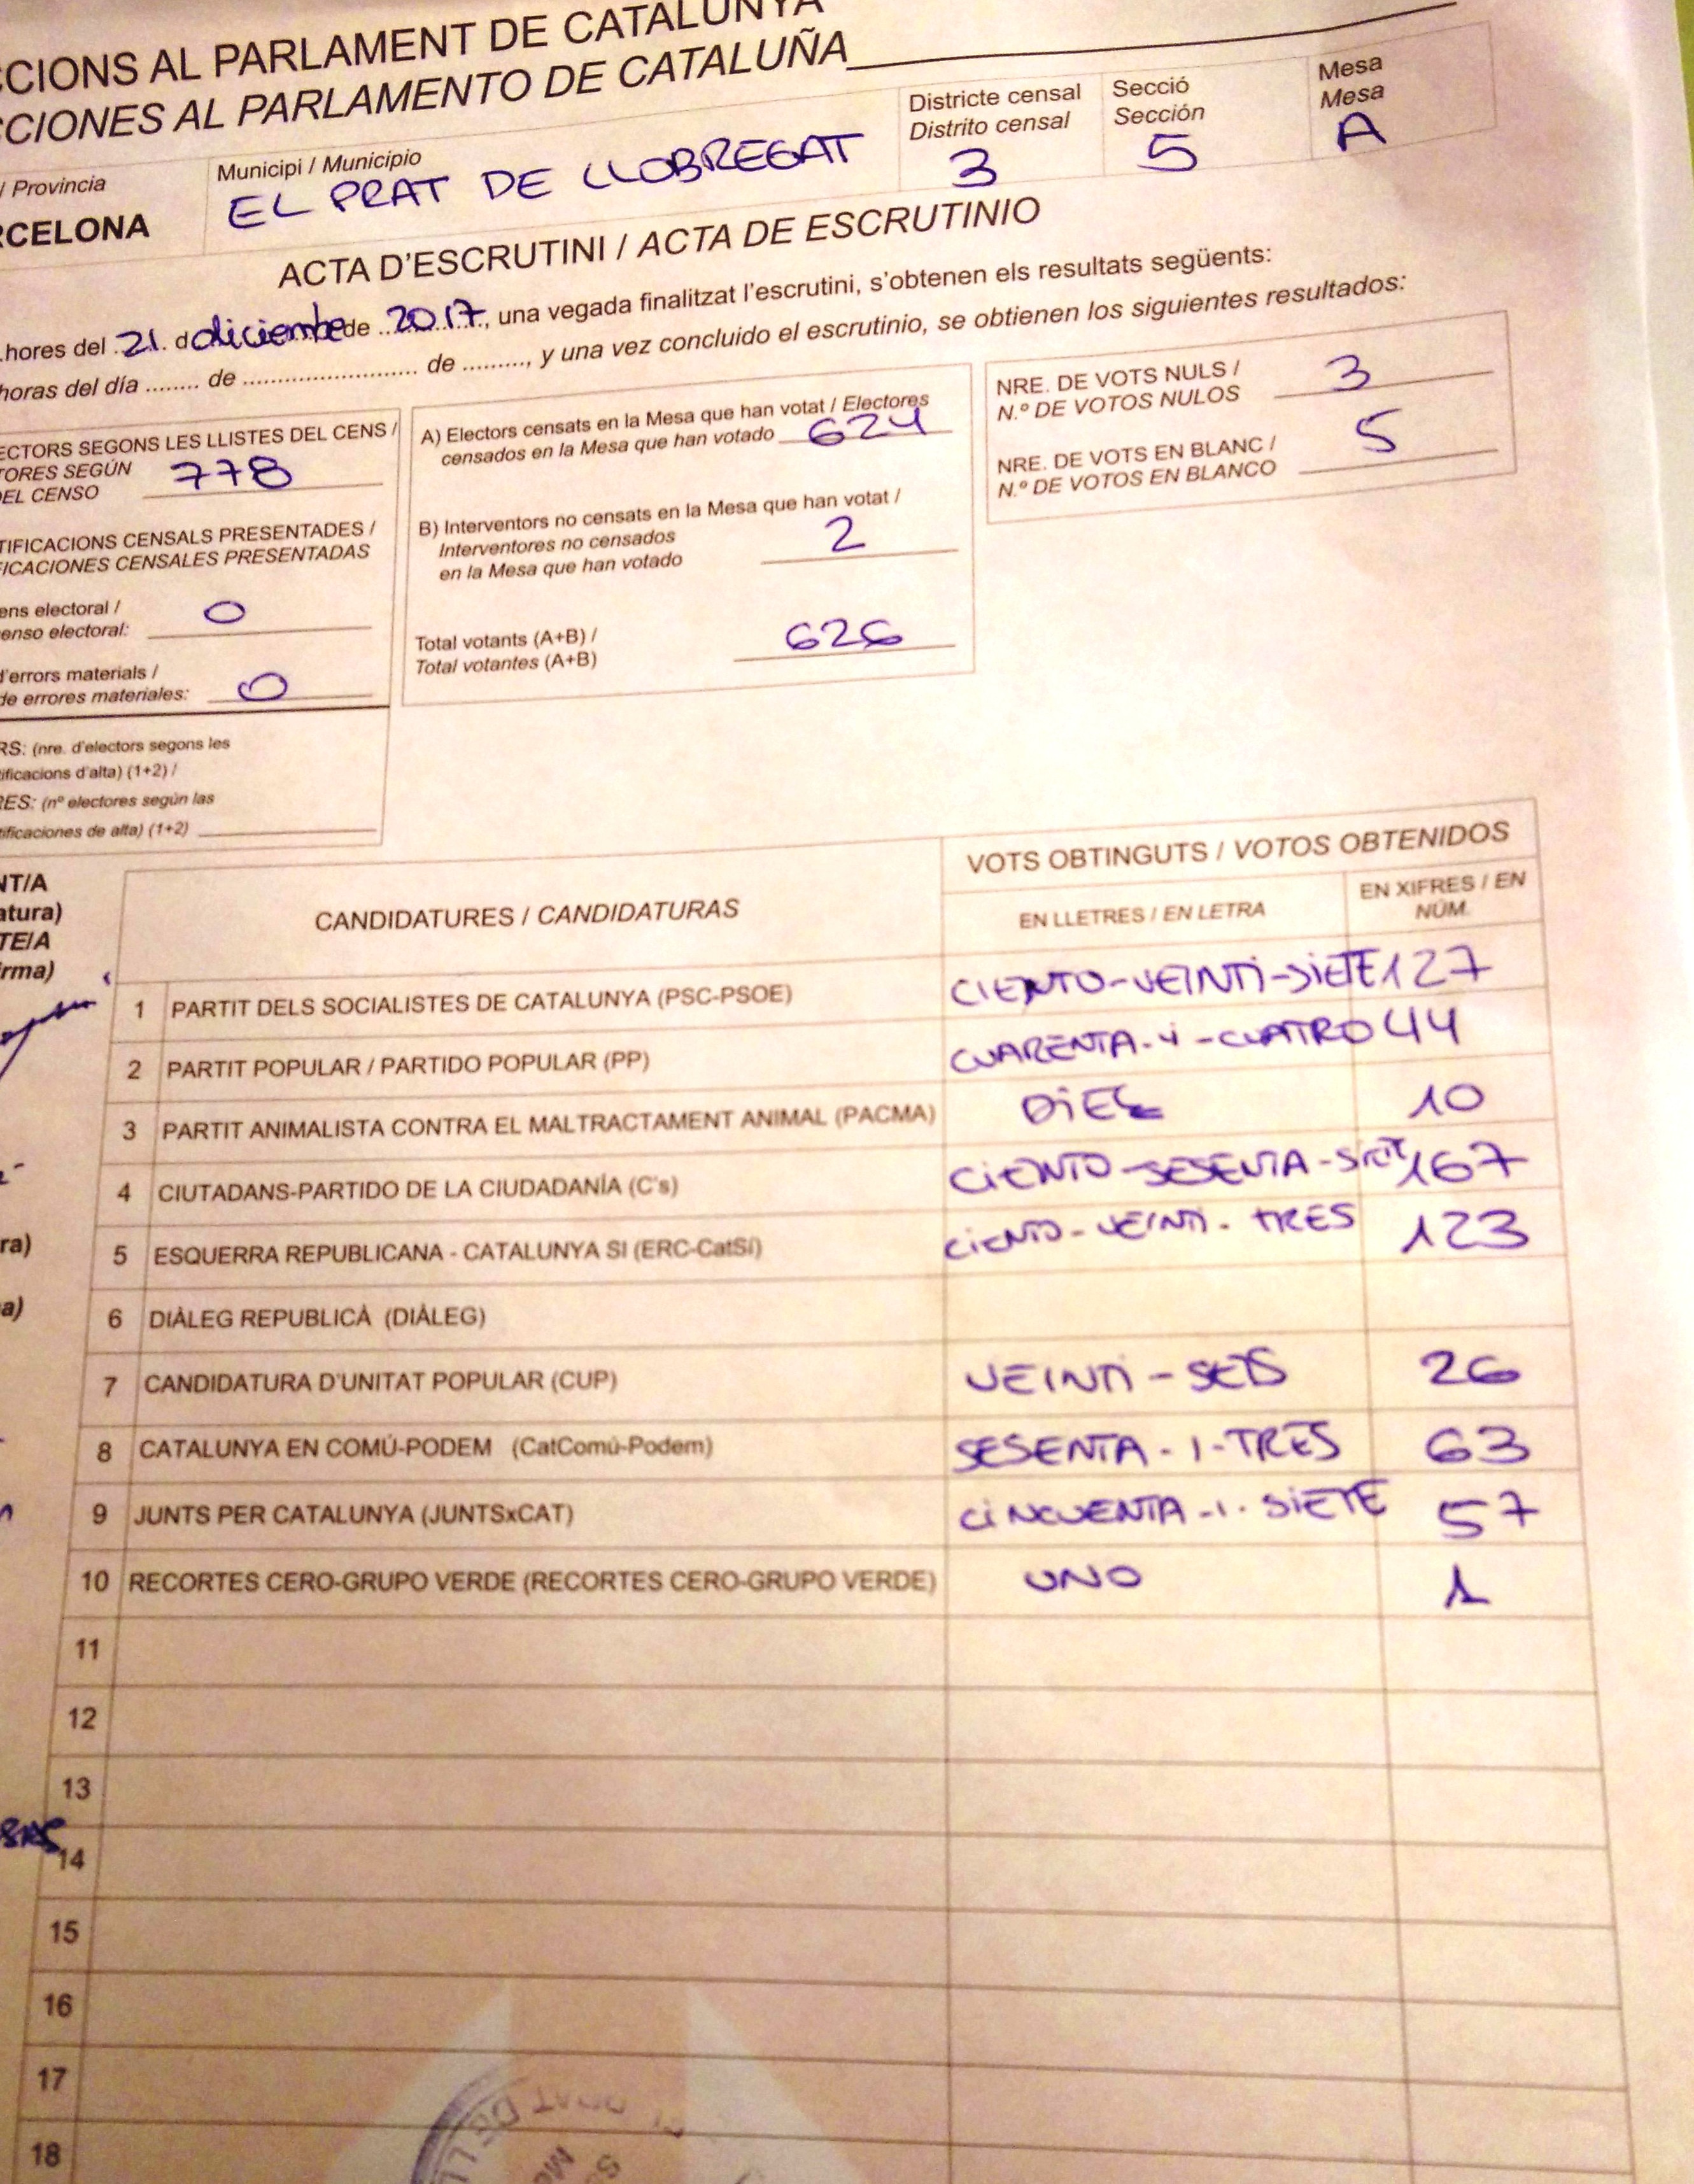 CCIONS AL PARLAMENT DE CATALUNYA
CCIONES AL PARLAMENTO DE CATALUÑA
/ Provincia
RCELONA
Municipi / Municipio
EL PRAT DE LLOBREGAT
Districte censal
Distrito censal
3
Secció
Sección
5
Mesa
Mesa
A
ACTA D'ESCRUTINI / ACTA DE ESCRUTINIO
hores del 21 d diciembre de 2017, una vegada finalitzat l'escrutini, s'obtenen els resultats següents:
horas del día ........ de .......................... de ........., y una vez concluido el escrutinio, se obtienen los siguientes resultados:
ECTORS SEGONS LES LLISTES DEL CENS /
TORES SEGÚN
EL CENSO 778
TIFICACIONS CENSALS PRESENTADES /
FICACIONES CENSALES PRESENTADAS
ens electoral /
enso electoral: 0
d'errors materials /
de errores materiales: 0
RS: (nre. d'electors segons les
tificacions d'alta) (1+2) /
RES: (nº electores según las
tificaciones de alta) (1+2)
A) Electors censats en la Mesa que han votat / Electores
censados en la Mesa que han votado 624
B) Interventors no censats en la Mesa que han votat /
Interventores no censados
en la Mesa que han votado 2
Total votants (A+B) /
Total votantes (A+B) 626
NRE. DE VOTS NULS /
N.º DE VOTOS NULOS 3
NRE. DE VOTS EN BLANC /
N.º DE VOTOS EN BLANCO 5
NT/A
atura)
TE/A
irma)
ra)
a)
CANDIDATURES / CANDIDATURAS
VOTS OBTINGUTS / VOTOS OBTENIDOS
EN LLETRES / EN LETRA
EN XIFRES / EN
NÚM.
1 PARTIT DELS SOCIALISTES DE CATALUNYA (PSC-PSOE) CIENTO-VEINTI-SIETE 127
2 PARTIT POPULAR / PARTIDO POPULAR (PP) CUARENTA-Y-CUATRO 44
3 PARTIT ANIMALISTA CONTRA EL MALTRACTAMENT ANIMAL (PACMA) DIEZ 10
4 CIUTADANS-PARTIDO DE LA CIUDADANÍA (C's) CIENTO-SESENTA-SIETE 167
5 ESQUERRA REPUBLICANA - CATALUNYA SI (ERC-CatSí) CIENTO-VEINTI-TRES 123
6 DIÀLEG REPUBLICÀ (DIÀLEG)
7 CANDIDATURA D'UNITAT POPULAR (CUP) VEINTI-SEIS 26
8 CATALUNYA EN COMÚ-PODEM (CatComú-Podem) SESENTA-I-TRES 63
9 JUNTS PER CATALUNYA (JUNTSxCAT) CINCUENTA-I-SIETE 57
10 RECORTES CERO-GRUPO VERDE (RECORTES CERO-GRUPO VERDE) UNO 1
11
12
13
14
15
16
17
18